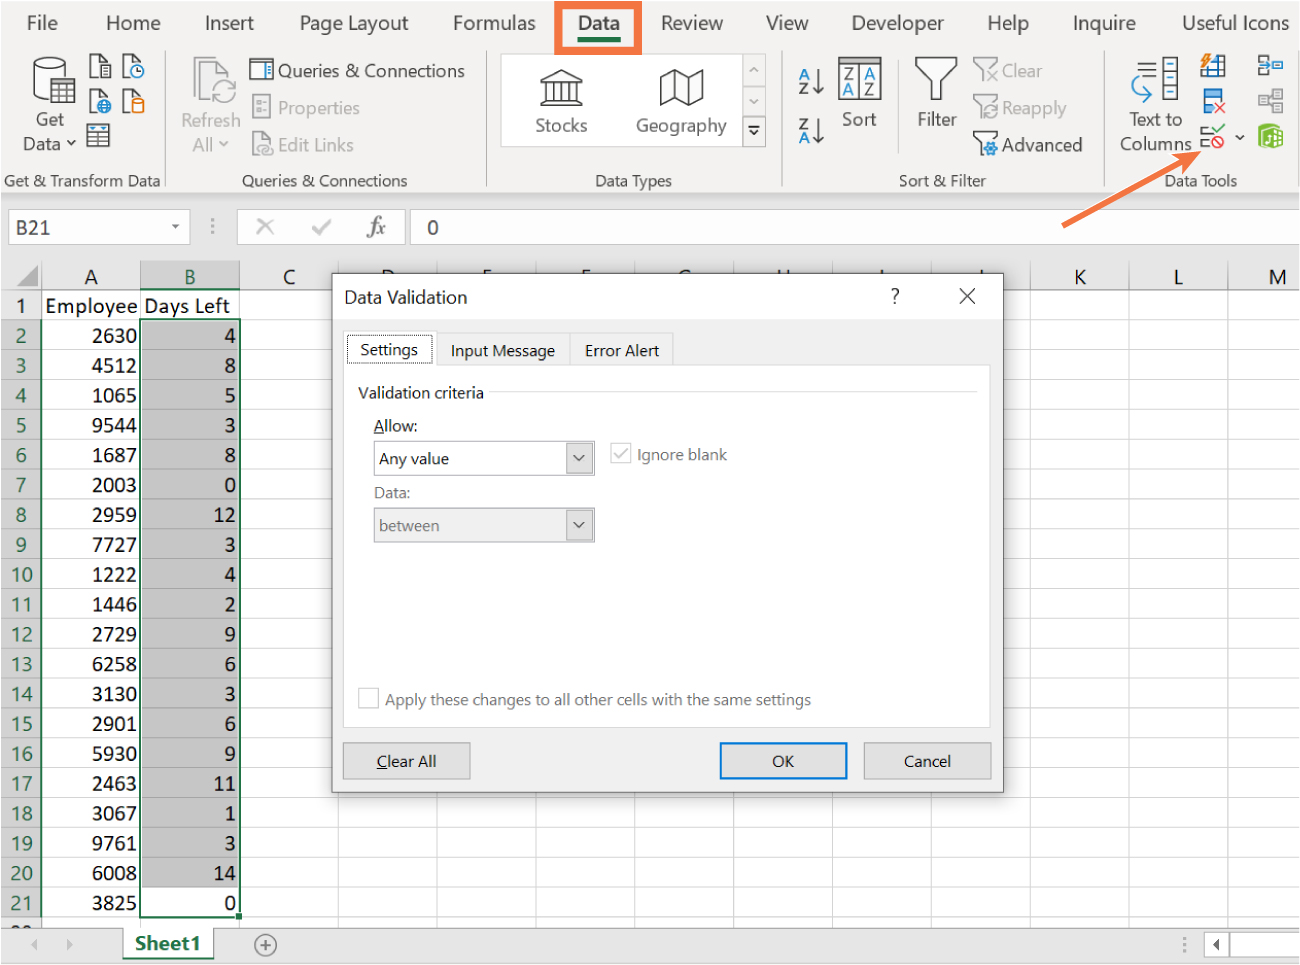 File Home Insert Page Layout Formulas Data Review View Developer Help Inquire Useful Icons
Get Data
Refresh All
Queries & Connections
Properties
Edit Links
Stocks
Geography
Sort
Filter
Clear
Reapply
Advanced
Text to Columns
Get & Transform Data Queries & Connections Data Types Sort & Filter Data Tools
B21 fx 0
A B C K L M
1 Employee Days Left
2 2630 4
3 4512 8
4 1065 5
5 9544 3
6 1687 8
7 2003 0
8 2959 12
9 7727 3
10 1222 4
11 1446 2
12 2729 9
13 6258 6
14 3130 3
15 2901 6
16 5930 9
17 2463 11
18 3067 1
19 9761 3
20 6008 14
21 3825 0
Data Validation ?
Settings Input Message Error Alert
Validation criteria
Allow:
Any value Ignore blank
Data:
between
Apply these changes to all other cells with the same settings
Clear All OK Cancel
Sheet1